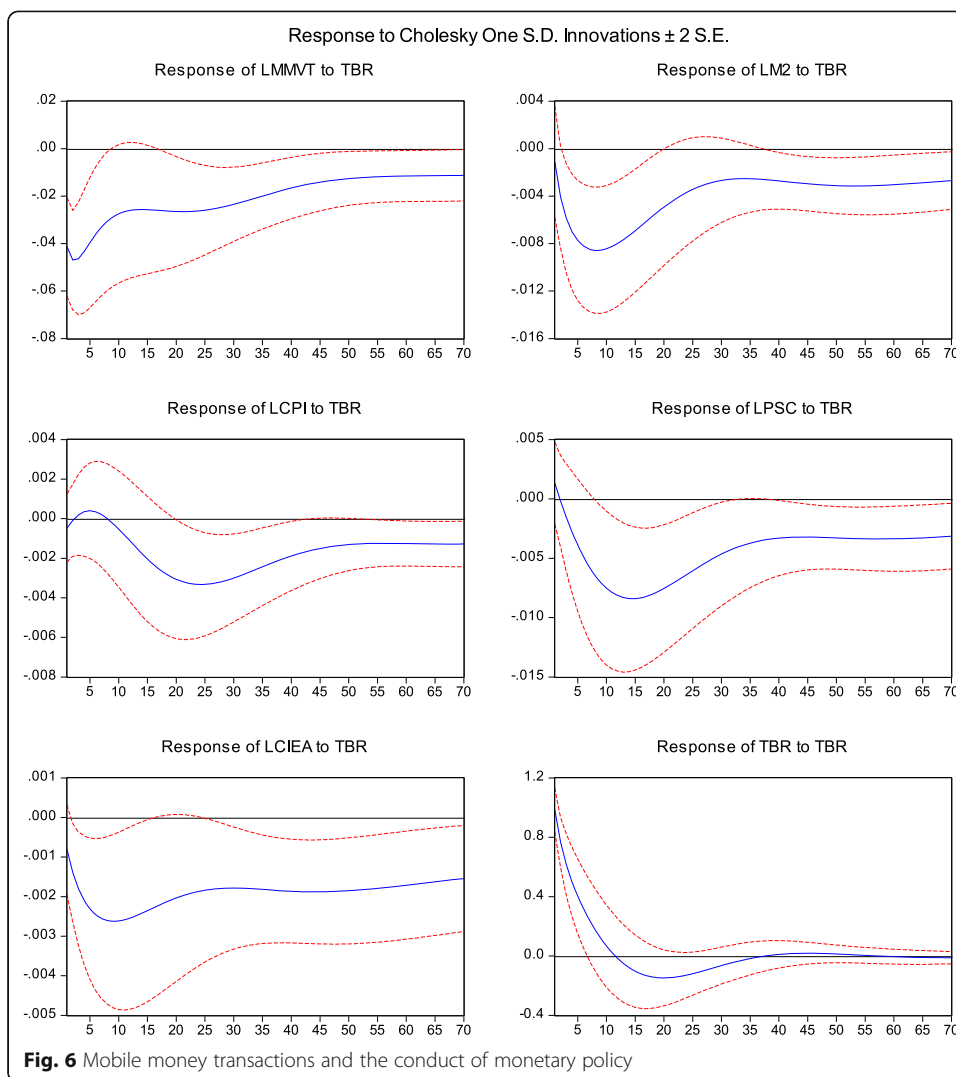 Response to Cholesky One S.D. Innovations ± 2 S.E.
Response of LMMVT to TBR
.02
.00
-.02
-.04
-.06
-.08
5 10 15 20 25 30 35 40 45 50 55 60 65 70
Response of LM2 to TBR
.004
.000
-.004
-.008
-.012
-.016
5 10 15 20 25 30 35 40 45 50 55 60 65 70
Response of LCPI to TBR
.004
.002
.000
-.002
-.004
-.006
-.008
5 10 15 20 25 30 35 40 45 50 55 60 65 70
Response of LPSC to TBR
.005
.000
-.005
-.010
-.015
5 10 15 20 25 30 35 40 45 50 55 60 65 70
Response of LCIEA to TBR
.001
.000
-.001
-.002
-.003
-.004
-.005
5 10 15 20 25 30 35 40 45 50 55 60 65 70
Response of TBR to TBR
1.2
0.8
0.4
0.0
-0.4
5 10 15 20 25 30 35 40 45 50 55 60 65 70
Fig. 6 Mobile money transactions and the conduct of monetary policy